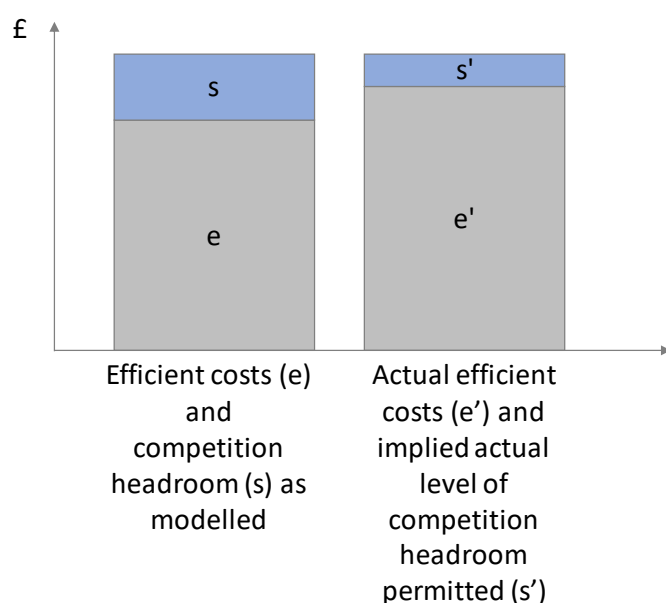 £
s
s'
e
e'
Efficient costs (e)
and
competition
headroom (s) as
modelled
Actual efficient
costs (e’) and
implied actual
level of
competition
headroom
permitted (s’)